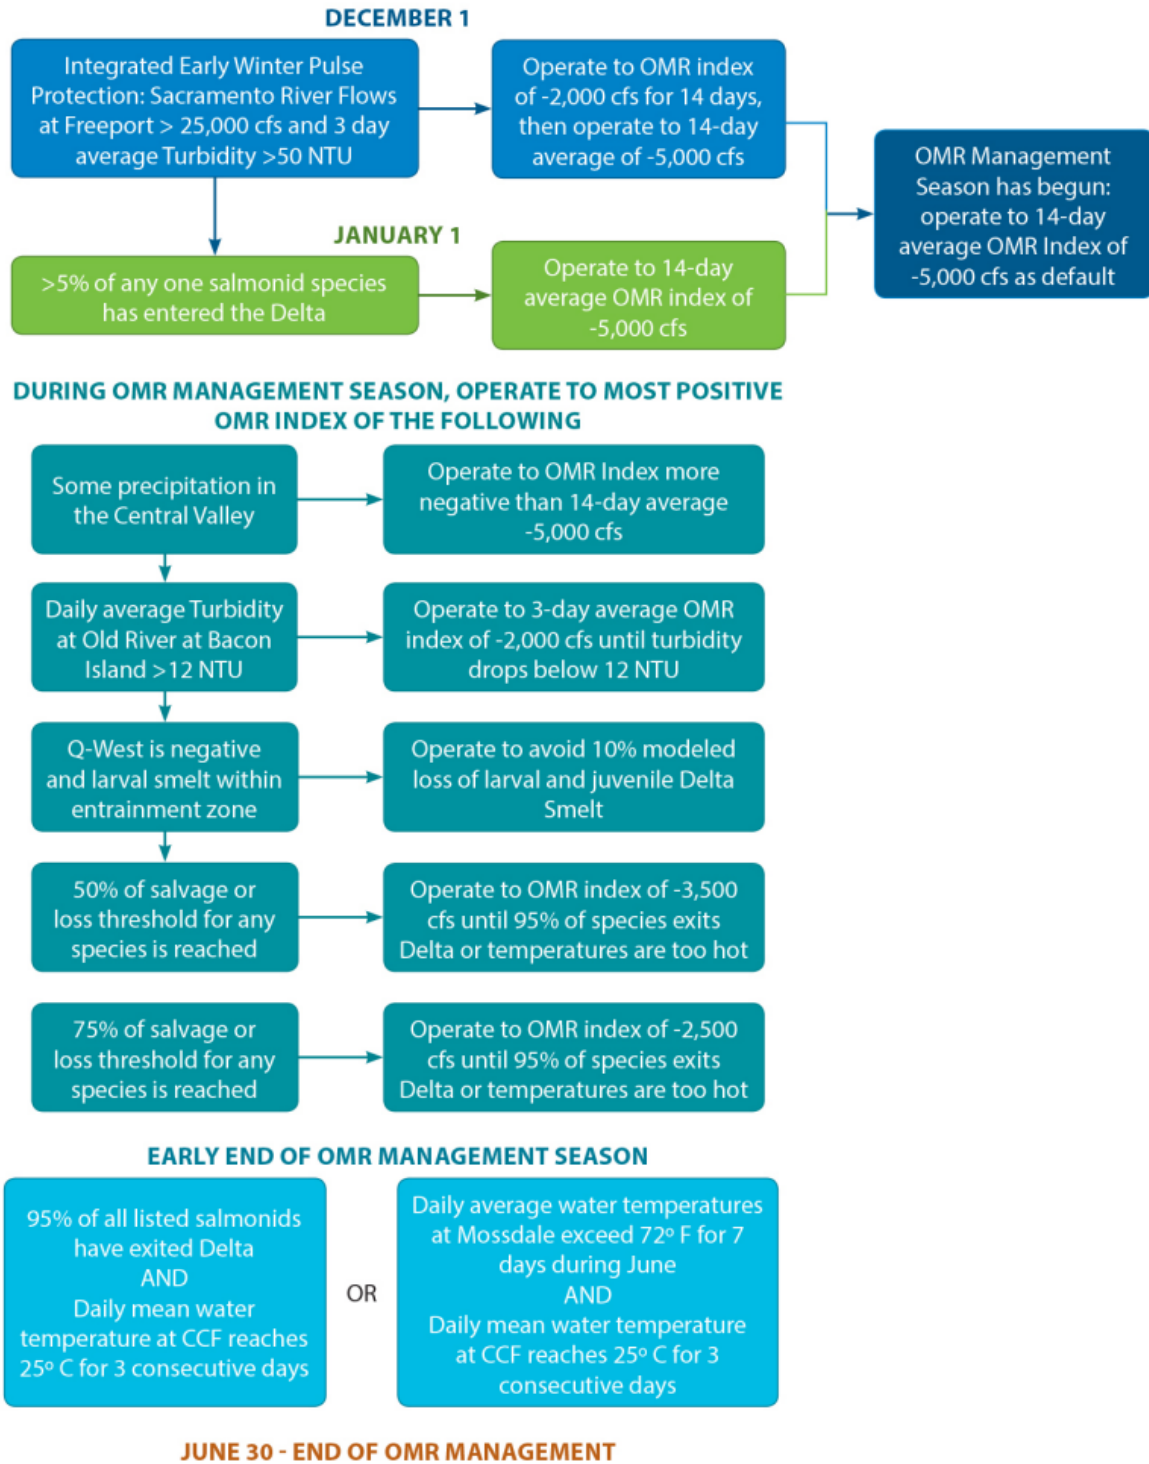 DECEMBER 1
Integrated Early Winter Pulse
Protection: Sacramento River Flows
at Freeport > 25,000 cfs and 3 day
average Turbidity >50 NTU
Operate to OMR index
of -2,000 cfs for 14 days,
then operate to 14-day
average of -5,000 cfs
OMR Management
Season has begun:
operate to 14-day
average OMR Index of
-5,000 cfs as default
JANUARY 1
>5% of any one salmonid species
has entered the Delta
Operate to 14-day
average OMR index of
-5,000 cfs
DURING OMR MANAGEMENT SEASON, OPERATE TO MOST POSITIVE
OMR INDEX OF THE FOLLOWING
Some precipitation in
the Central Valley
Operate to OMR Index more
negative than 14-day average
-5,000 cfs
Daily average Turbidity
at Old River at Bacon
Island >12 NTU
Operate to 3-day average OMR
index of -2,000 cfs until turbidity
drops below 12 NTU
Q-West is negative
and larval smelt within
entrainment zone
Operate to avoid 10% modeled
loss of larval and juvenile Delta
Smelt
50% of salvage or
loss threshold for any
species is reached
Operate to OMR index of -3,500
cfs until 95% of species exits
Delta or temperatures are too hot
75% of salvage or
loss threshold for any
species is reached
Operate to OMR index of -2,500
cfs until 95% of species exits
Delta or temperatures are too hot
EARLY END OF OMR MANAGEMENT SEASON
95% of all listed salmonids
have exited Delta
AND
Daily mean water
temperature at CCF reaches
25º C for 3 consecutive days
OR
Daily average water temperatures
at Mossdale exceed 72º F for 7
days during June
AND
Daily mean water temperature
at CCF reaches 25º C for 3
consecutive days
JUNE 30 - END OF OMR MANAGEMENT